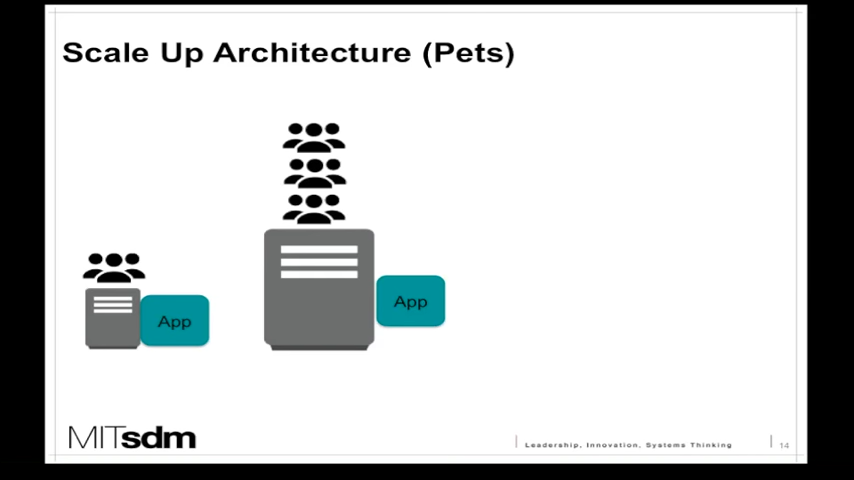 Scale Up Architecture (Pets)
App
App
MITsdm
Leadership, Innovation, Systems Thinking
14